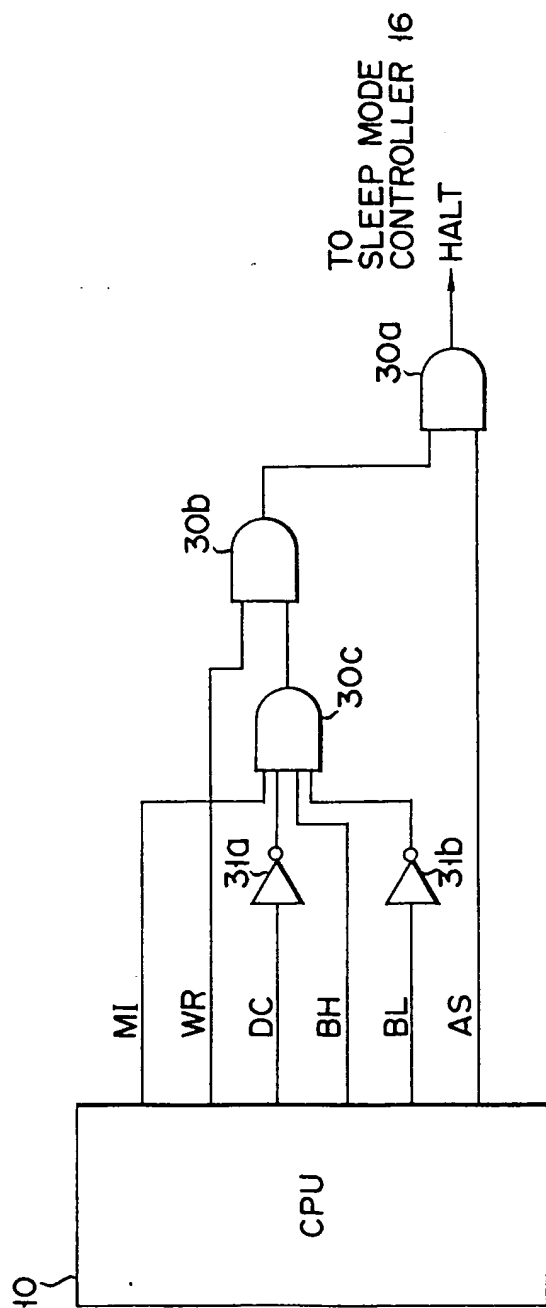 10
CPU
MI
WR
DC
BH
BL
AS
31a
31b
30c
30b
30a
TO
SLEEP MODE
CONTROLLER 16
HALT